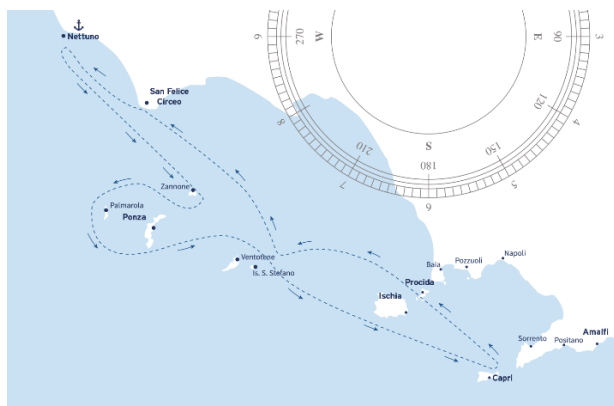 Nettuno
San Felice
Circeo
Zannone
Palmarola
Ponza
Ventotene
Is. S. Stefano
Baia
Pozzuoli
Napoli
Procida
Ischia
Sorrento
Positano
Amalfi
Capri
9
270
W
E
90
3
8
210
7
S
180
6
150
5
120
4